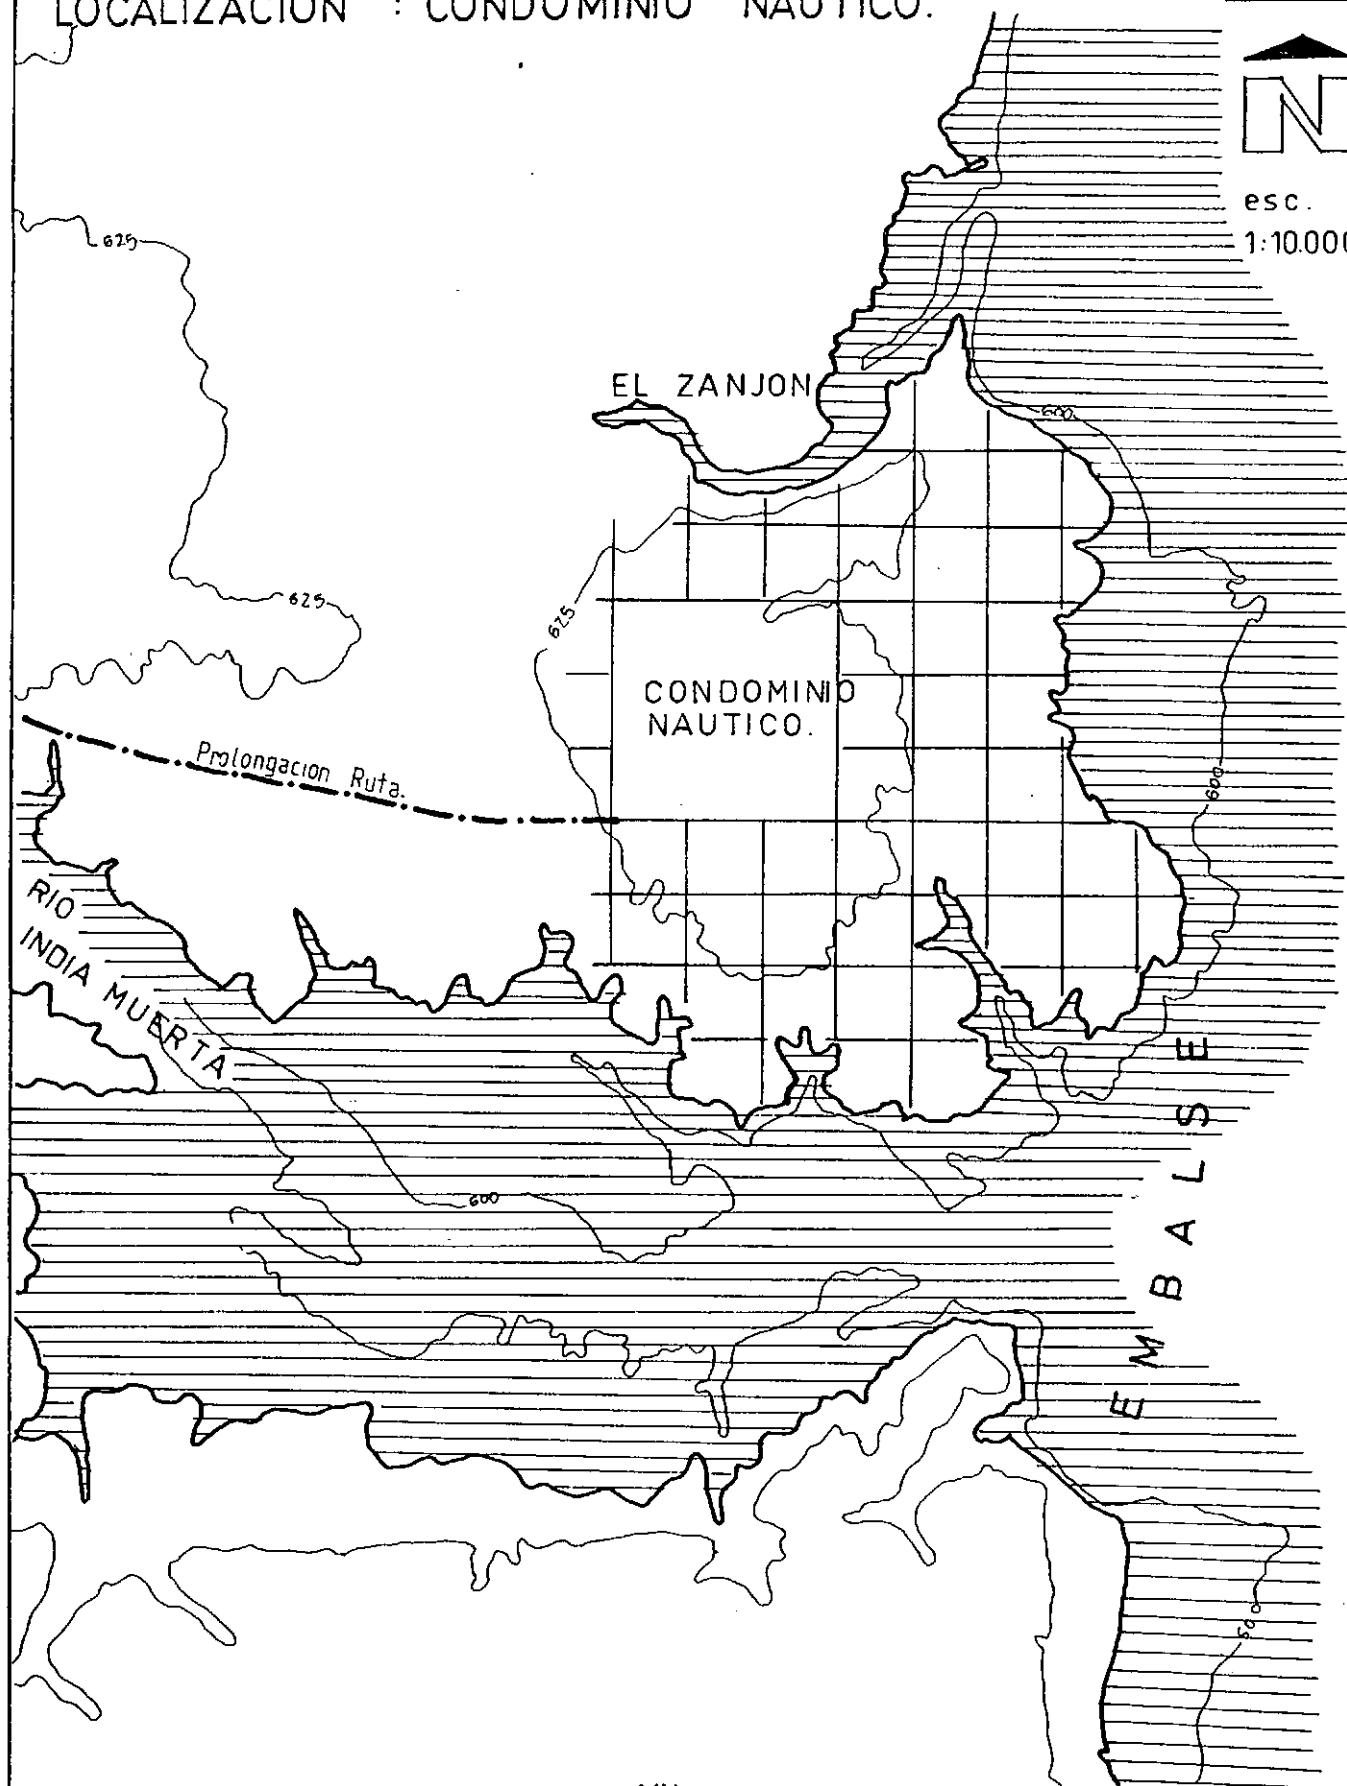 LOCALIZACION : CONDOMINIO NAUTICO.
N
esc.
1:10.000
625
EL ZANJON
600
625
625
CONDOMINIO
NAUTICO.
Prolongacion Ruta.
600
RIO
INDIA MUERTA
600
EMBALSE